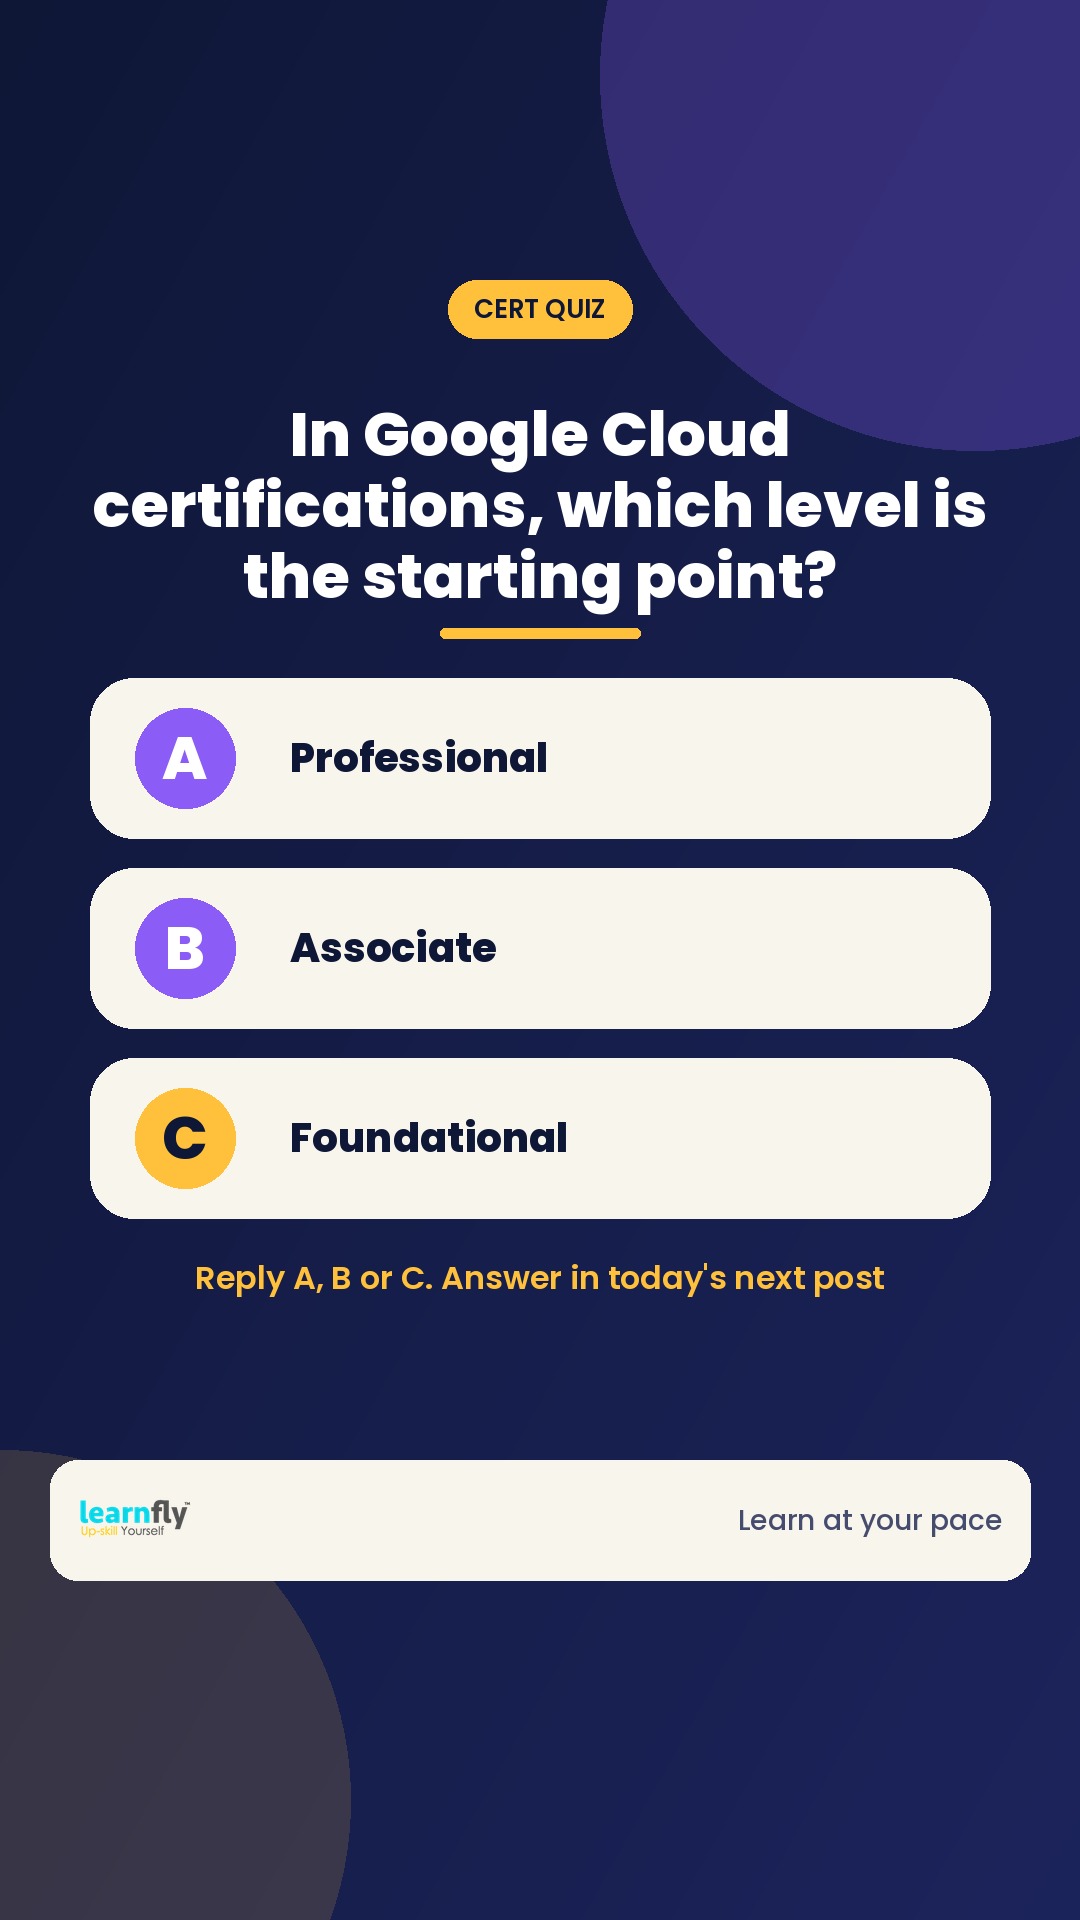 CERT QUIZ
In Google Cloud
certifications, which level is
the starting point?
A Professional
B Associate
C Foundational
Reply A, B or C. Answer in today's next post
learnfly™
Up-skill Yourself
Learn at your pace